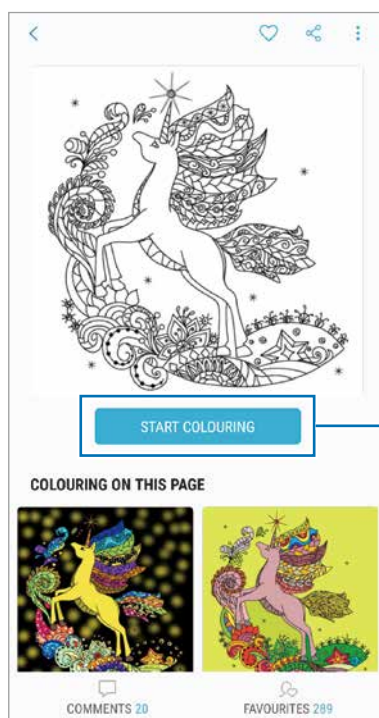 START COLOURING
COLOURING ON THIS PAGE
COMMENTS 20
FAVOURITES 289